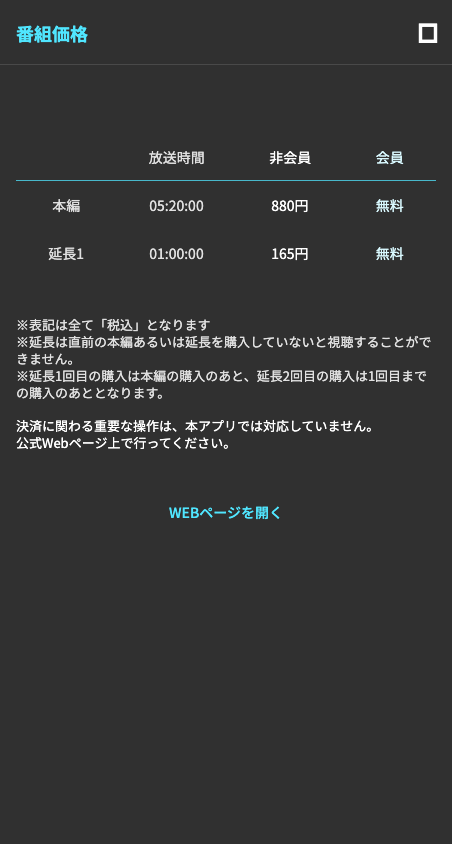 番組価格
放送時間 非会員 会員
本編 05:20:00 880円 無料
延長1 01:00:00 165円 無料
※表記は全て「税込」となります
※延長は直前の本編あるいは延長を購入していないと視聴することがで
きません。
※延長1回目の購入は本編の購入のあと、延長2回目の購入は1回目まで
の購入のあととなります。
決済に関わる重要な操作は、本アプリでは対応していません。
公式Webページ上で行ってください。
WEBページを開く